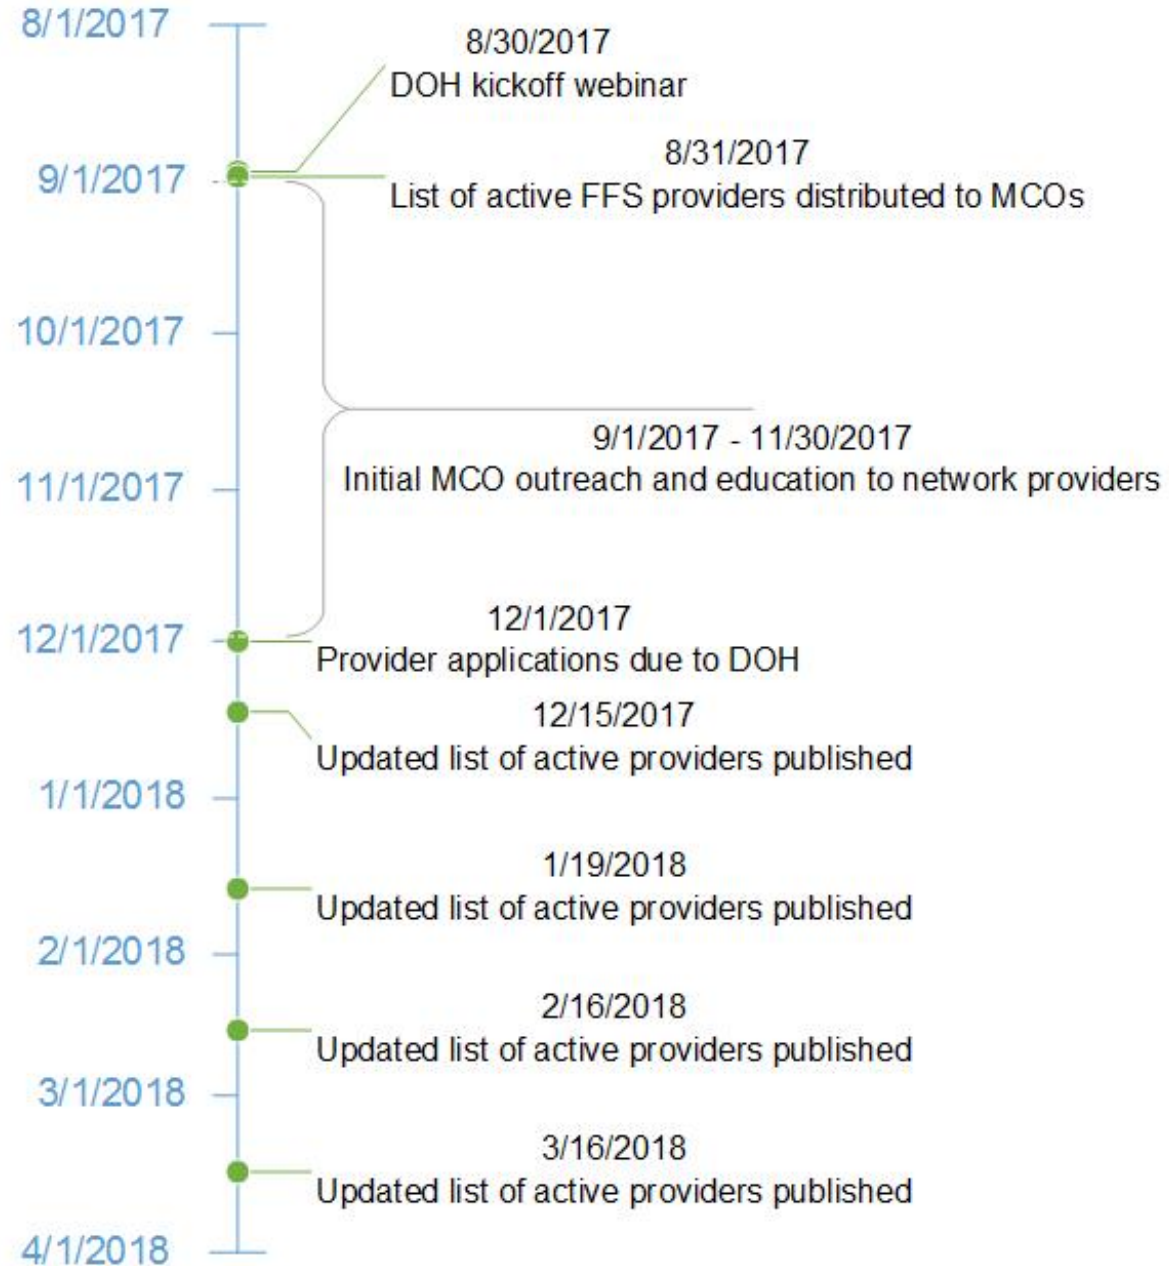 8/1/2017
8/30/2017
DOH kickoff webinar
8/31/2017
9/1/2017
List of active FFS providers distributed to MCOs
10/1/2017
9/1/2017 - 11/30/2017
Initial MCO outreach and education to network providers
11/1/2017
12/1/2017
12/1/2017
Provider applications due to DOH
12/15/2017
Updated list of active providers published
1/1/2018
1/19/2018
Updated list of active providers published
2/1/2018
2/16/2018
Updated list of active providers published
3/1/2018
3/16/2018
Updated list of active providers published
4/1/2018